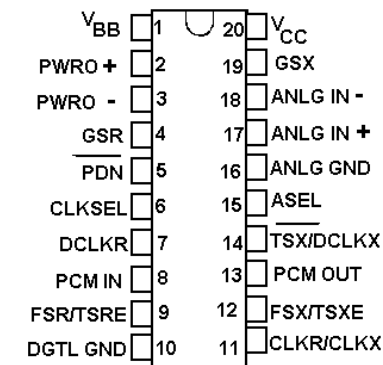 VBB 1 20 VCC
PWRO + 2 19 GSX
PWRO - 3 18 ANLG IN -
GSR 4 17 ANLG IN +
PDN 5 16 ANLG GND
CLKSEL 6 15 ASEL
DCLKR 7 14 TSX/DCLKX
PCM IN 8 13 PCM OUT
FSR/TSRE 9 12 FSX/TSXE
DGTL GND 10 11 CLKR/CLKX